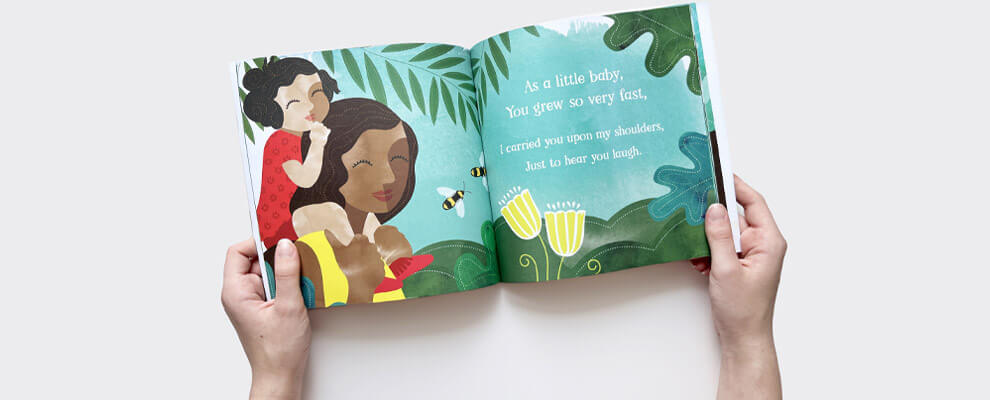 As a little baby,
You grew so very fast,
I carried you upon my shoulders,
Just to hear you laugh.